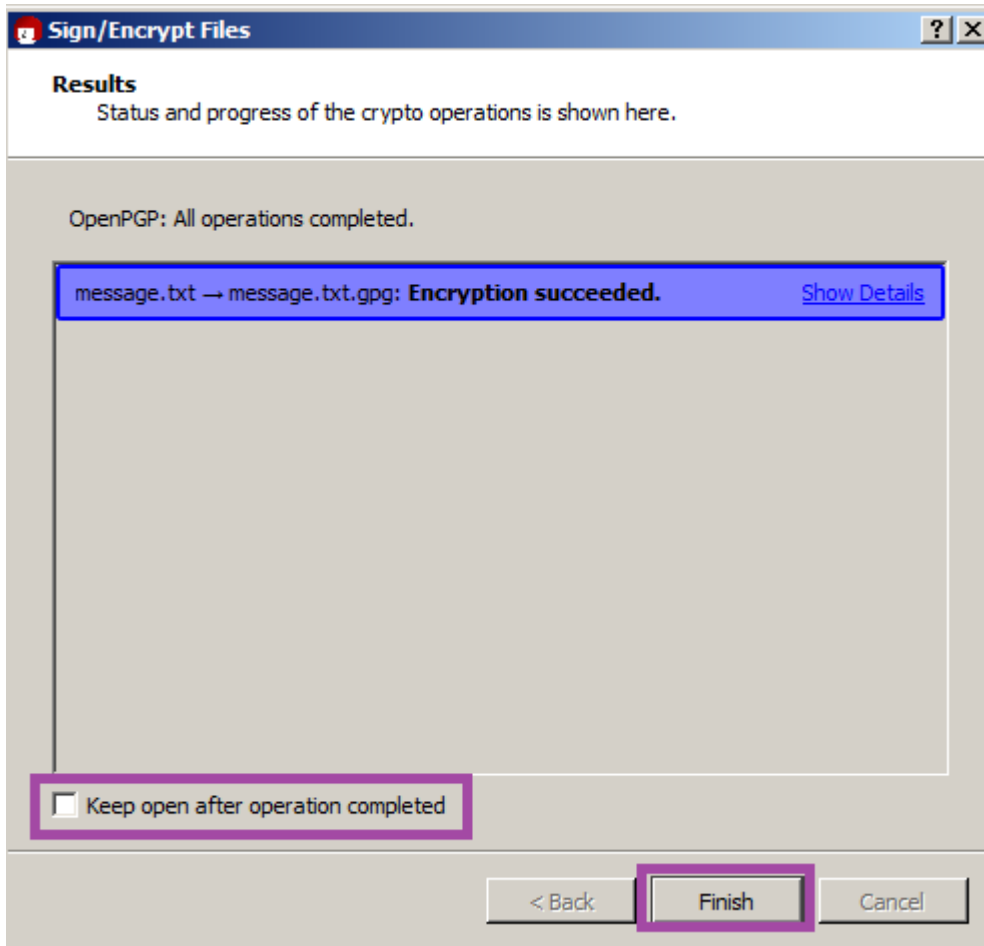 Sign/Encrypt Files
Results
Status and progress of the crypto operations is shown here.
OpenPGP: All operations completed.
message.txt → message.txt.gpg: Encryption succeeded. Show Details
Keep open after operation completed
< Back Finish Cancel